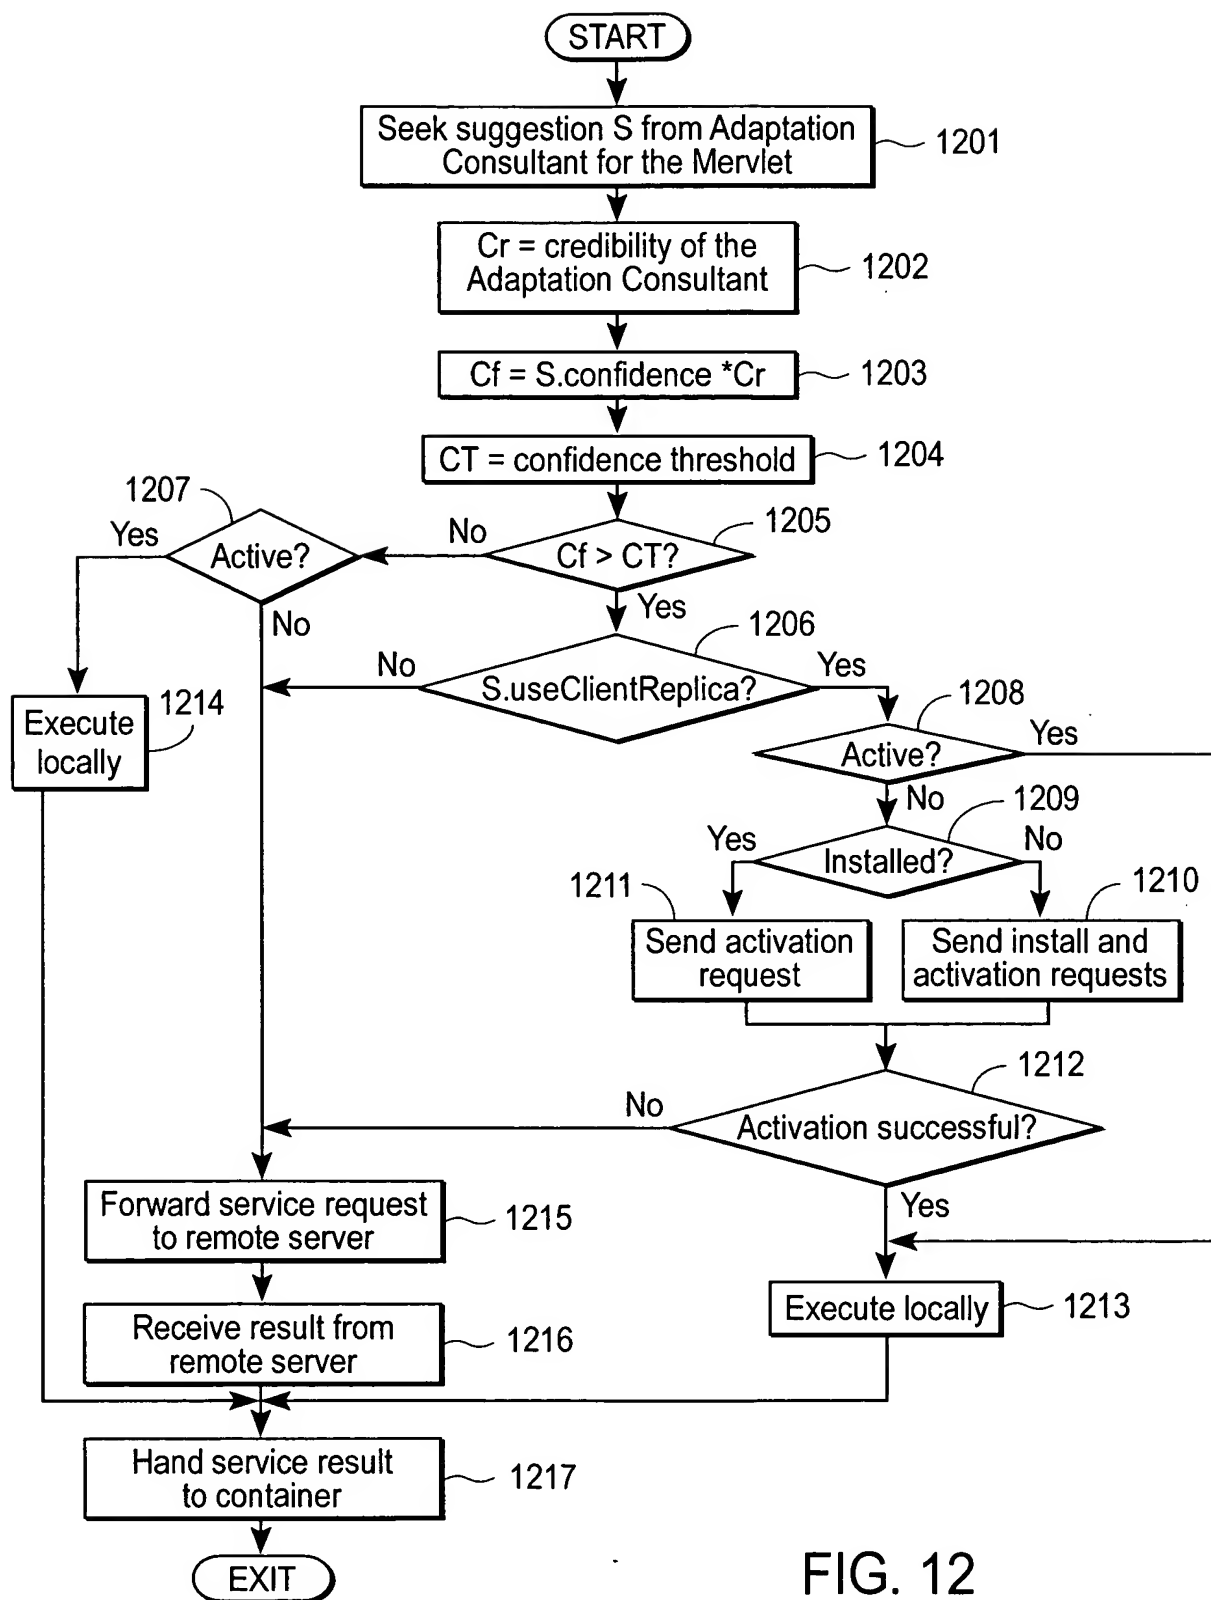 START
Seek suggestion S from Adaptation
Consultant for the Mervlet
1201
Cr = credibility of the
Adaptation Consultant
1202
Cf = S.confidence *Cr
1203
CT = confidence threshold
1204
1207
Yes
Active?
No
1205
Cf > CT?
Yes
No
1206
No
S.useClientReplica?
Yes
Execute
locally
1214
1208
Active?
Yes
No
1209
Yes
Installed?
No
1211
Send activation
request
1210
Send install and
activation requests
1212
No
Activation successful?
Yes
Forward service request
to remote server
1215
Execute locally
1213
Receive result from
remote server
1216
Hand service result
to container
1217
EXIT
FIG. 12